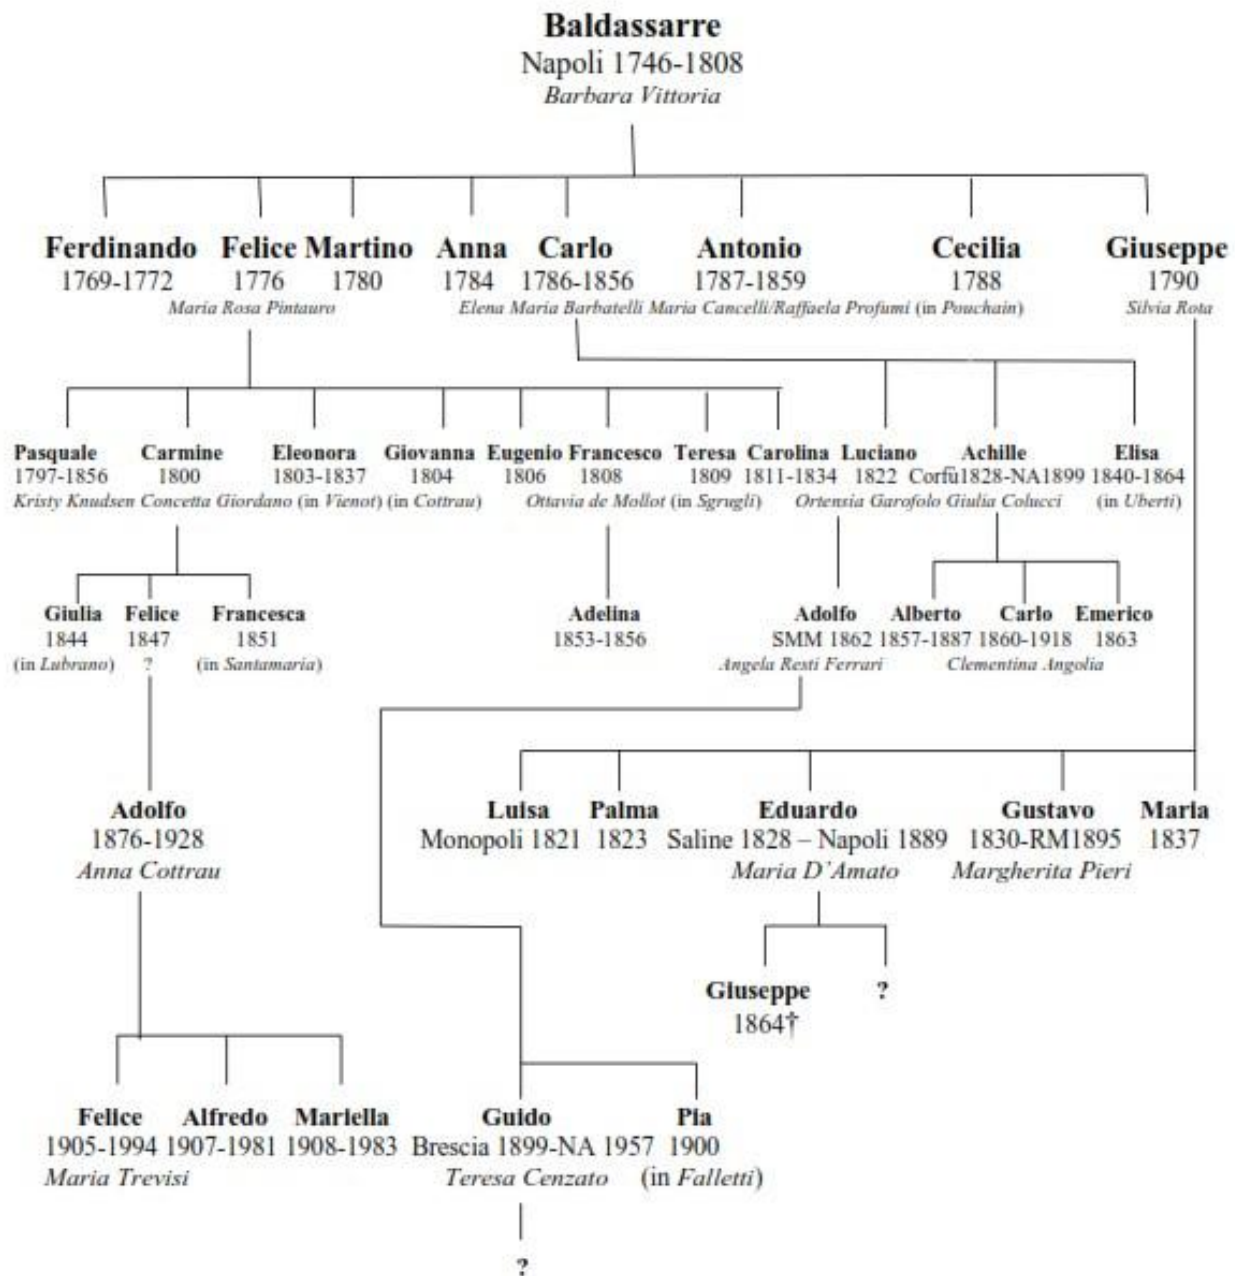 Baldassarre
Napoli 1746-1808
Barbara Vittoria
Ferdinando Felice Martino Anna Carlo Antonio Cecilia Giuseppe
1769-1772 1776 1780 1784 1786-1856 1787-1859 1788 1790
Maria Rosa Pintauro Elena Maria Barbatelli Maria Cancelli/Raffaela Profumi (in Pouchain) Silvia Rota
Pasquale Carmine Eleonora Giovanna Eugenio Francesco Teresa Carolina Luciano Achille Elisa
1797-1856 1800 1803-1837 1804 1806 1808 1809 1811-1834 1822 Corfù1828-NA1899 1840-1864
Kristy Knudsen Concetta Giordano (in Vienot) (in Cottrau) Ottavia de Mollot (in Sgrugli) Ortensia Garofolo Giulia Colucci (in Uberti)
Giulia Felice Francesca Adelina Adolfo Alberto Carlo Emerico
1844 1847 1851 1853-1856 SMM 1862 1857-1887 1860-1918 1863
(in Lubrano) ? (in Santamaria) Angela Resti Ferrari Clementina Angolia
Adolfo Luisa Palma Eduardo Gustavo Maria
1876-1928 Monopoli 1821 1823 Saline 1828 – Napoli 1889 1830-RM1895 1837
Anna Cottrau Maria D'Amato Margherita Pieri
Giuseppe ?
1864†
Felice Alfredo Mariella Guido Pia
1905-1994 1907-1981 1908-1983 Brescia 1899-NA 1957 1900
Maria Trevisi Teresa Cenzato (in Falletti)
?